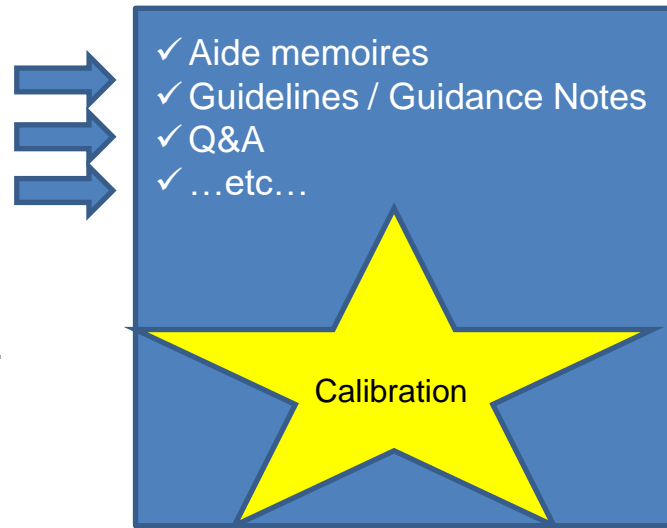 ✓ Aide memoires
✓ Guidelines / Guidance Notes
✓ Q&A
✓ …etc…
Calibration